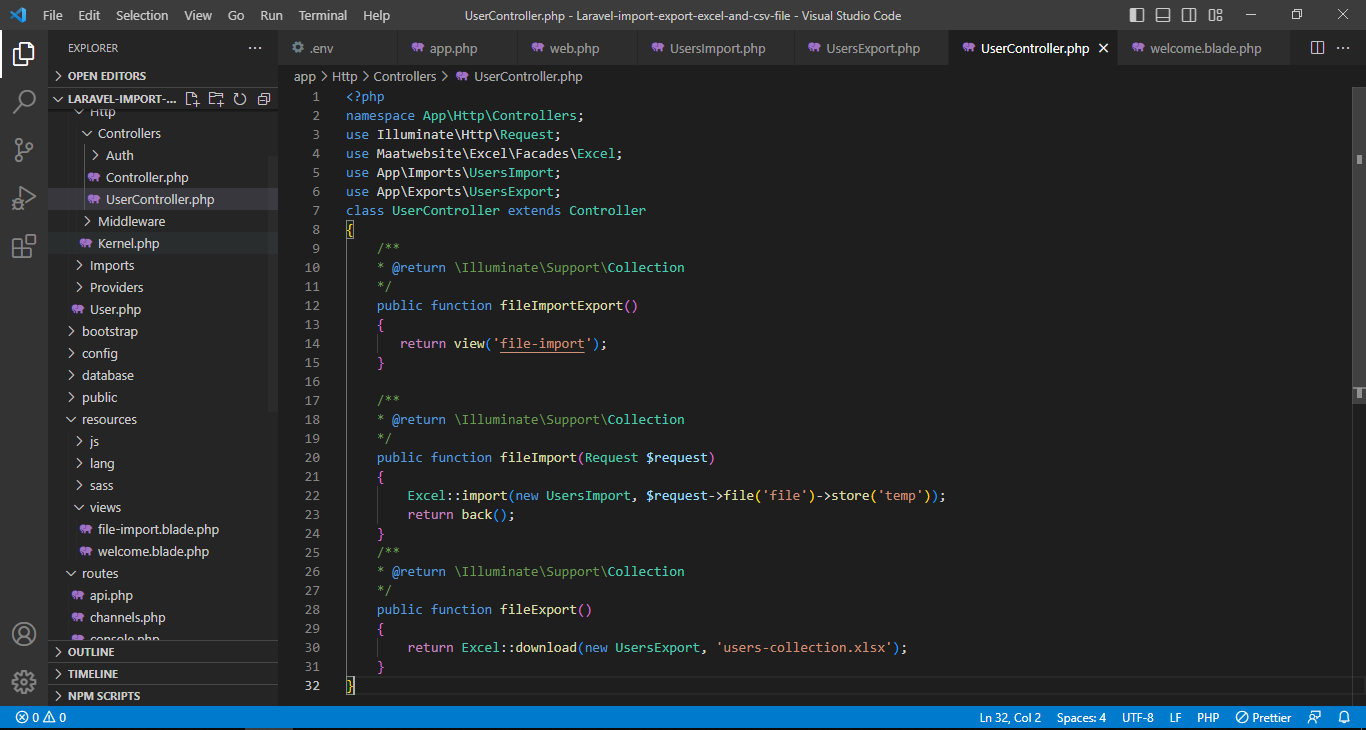 File Edit Selection View Go Run Terminal Help UserController.php - Laravel-import-export-excel-and-csv-file - Visual Studio Code
EXPLORER ...
OPEN EDITORS
LARAVEL-IMPORT-...
Http
Controllers
Auth
Controller.php
UserController.php
Middleware
Kernel.php
Imports
Providers
User.php
bootstrap
config
database
public
resources
js
lang
sass
views
file-import.blade.php
welcome.blade.php
routes
api.php
channels.php
console.php
OUTLINE
TIMELINE
NPM SCRIPTS
.env app.php web.php UsersImport.php UsersExport.php UserController.php welcome.blade.php ...
app > Http > Controllers > UserController.php
1 <?php
2 namespace App\Http\Controllers;
3 use Illuminate\Http\Request;
4 use Maatwebsite\Excel\Facades\Excel;
5 use App\Imports\UsersImport;
6 use App\Exports\UsersExport;
7 class UserController extends Controller
8 {
9     /**
10     * @return \Illuminate\Support\Collection
11     */
12     public function fileImportExport()
13     {
14        return view('file-import');
15     }
16
17     /**
18     * @return \Illuminate\Support\Collection
19     */
20     public function fileImport(Request $request)
21     {
22         Excel::import(new UsersImport, $request->file('file')->store('temp'));
23         return back();
24     }
25     /**
26     * @return \Illuminate\Support\Collection
27     */
28     public function fileExport()
29     {
30         return Excel::download(new UsersExport, 'users-collection.xlsx');
31     }
32 }
0 0 Ln 32, Col 2 Spaces: 4 UTF-8 LF PHP Prettier